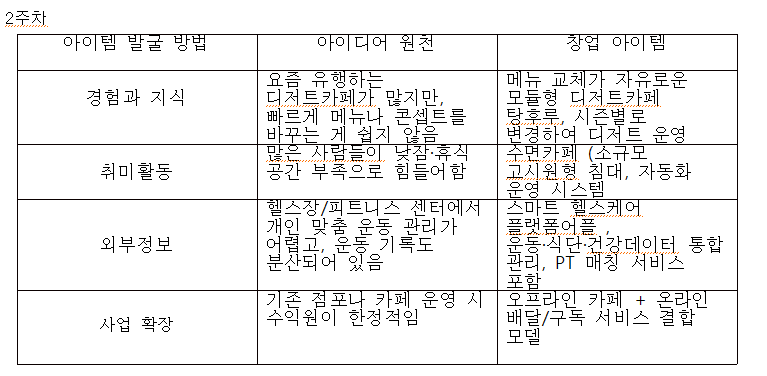 2주차
아이템 발굴 방법 아이디어 원천 창업 아이템
경험과 지식
요즘 유행하는
디저트카페가 많지만,
빠르게 메뉴나 콘셉트를
바꾸는 게 쉽지 않음
메뉴 교체가 자유로운
모듈형 디저트카페
탕후루, 시즌별로
변경하여 디저트 운영
취미활동
많은 사람들이 낮잠·휴식
공간 부족으로 힘들어함
수면카페 (소규모
고시원형 침대, 자동화
운영 시스템
외부정보
헬스장/피트니스 센터에서
개인 맞춤 운동 관리가
어렵고, 운동 기록도
분산되어 있음
스마트 헬스케어
플랫폼어플 ,
운동·식단·건강데이터 통합
관리, PT 매칭 서비스
포함
사업 확장
기존 점포나 카페 운영 시
수익원이 한정적임
오프라인 카페 + 온라인
배달/구독 서비스 결합
모델